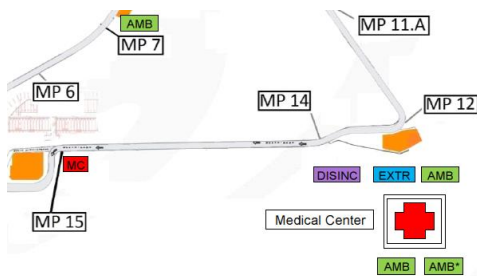 AMB
MP 7
MP 11.A
MP 6
MP 14
MP 12
MC
DISINC
EXTR
AMB
MP 15
Medical Center
AMB
AMB*